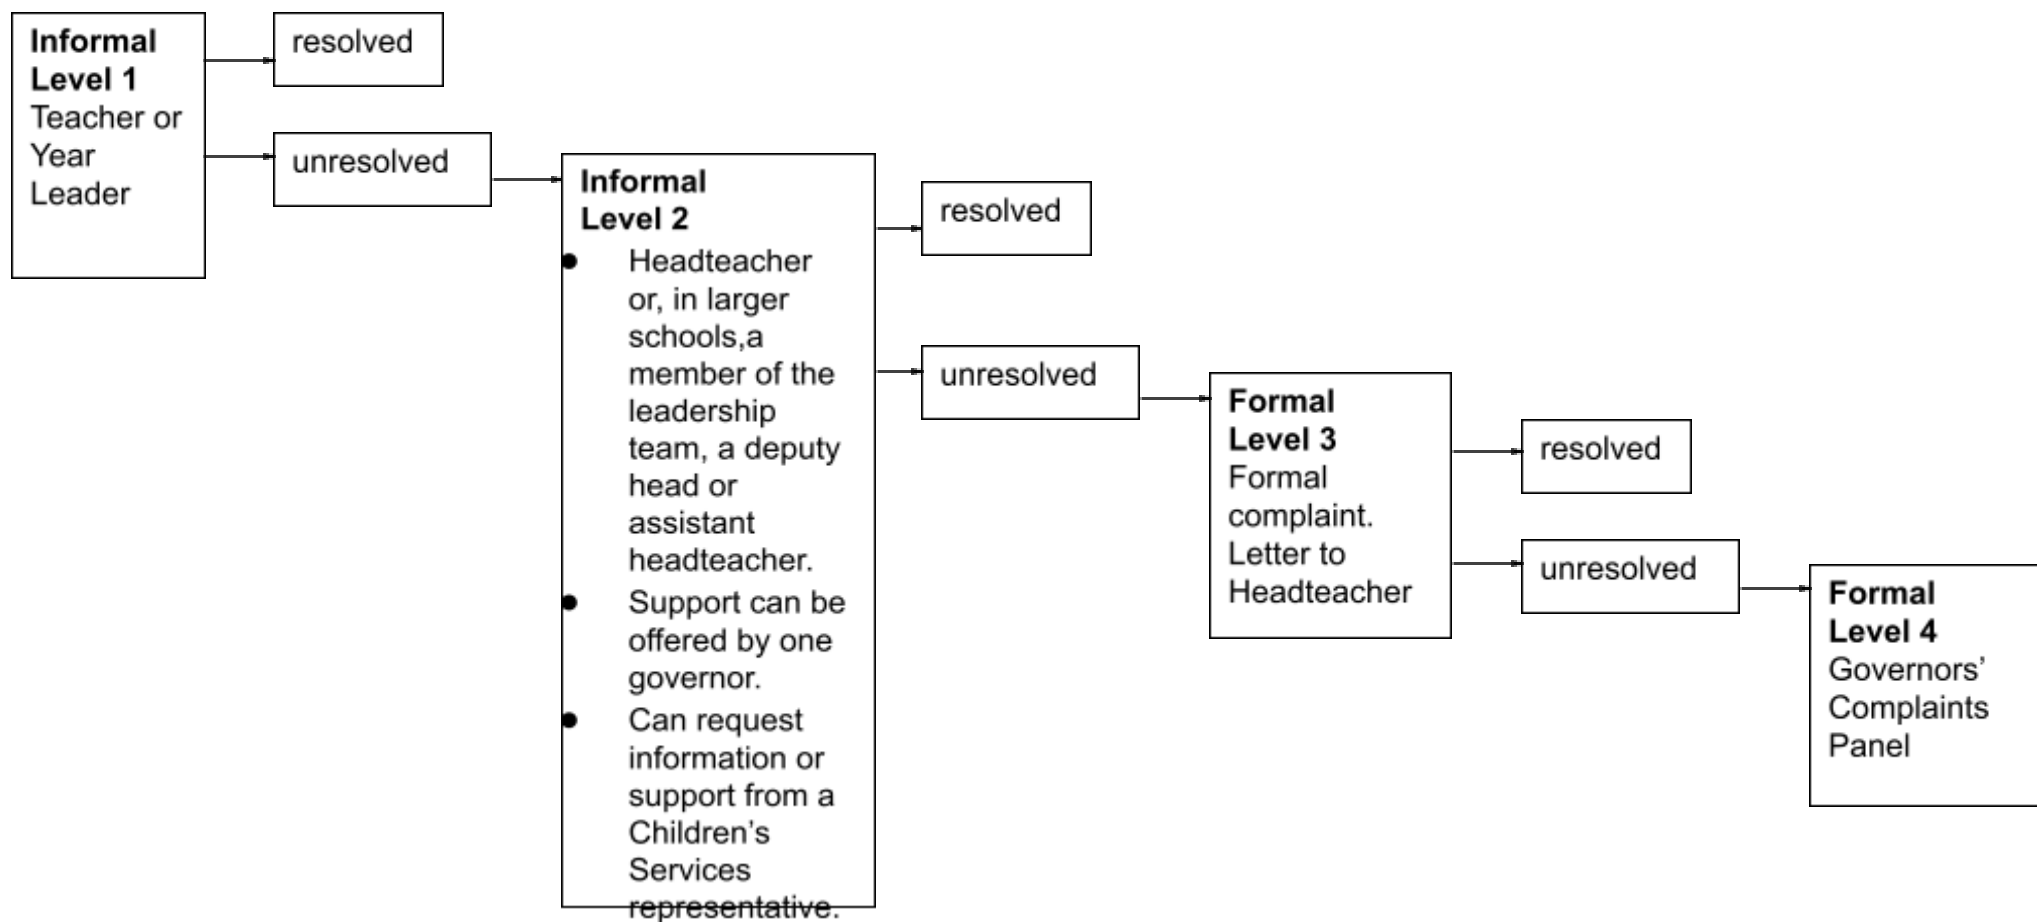 Informal
Level 1
Teacher or
Year
Leader
resolved
unresolved
Informal
Level 2
● Headteacher
or, in larger
schools,a
member of the
leadership
team, a deputy
head or
assistant
headteacher.
● Support can be
offered by one
governor.
● Can request
information or
support from a
Children’s
Services
representative.
resolved
unresolved
Formal
Level 3
Formal
complaint.
Letter to
Headteacher
resolved
unresolved
Formal
Level 4
Governors’
Complaints
Panel